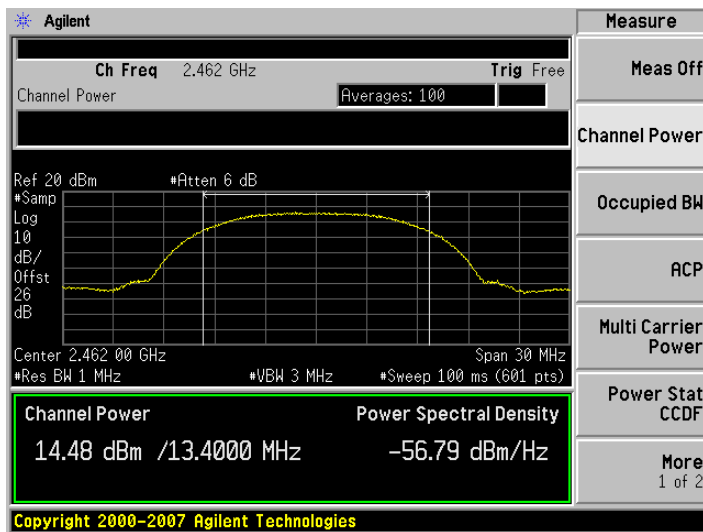 Agilent
Measure
Ch Freq 2.462 GHz Trig Free
Channel Power Averages: 100
Meas Off
Channel Power
Occupied BW
ACP
Multi Carrier
Power
Power Stat
CCDF
More
1 of 2
Ref 20 dBm #Atten 6 dB
#Samp
Log
10
dB/
Offst
26
dB
Center 2.462 00 GHz Span 30 MHz
#Res BW 1 MHz #VBW 3 MHz #Sweep 100 ms (601 pts)
Channel Power Power Spectral Density
14.48 dBm /13.4000 MHz -56.79 dBm/Hz
Copyright 2000-2007 Agilent Technologies